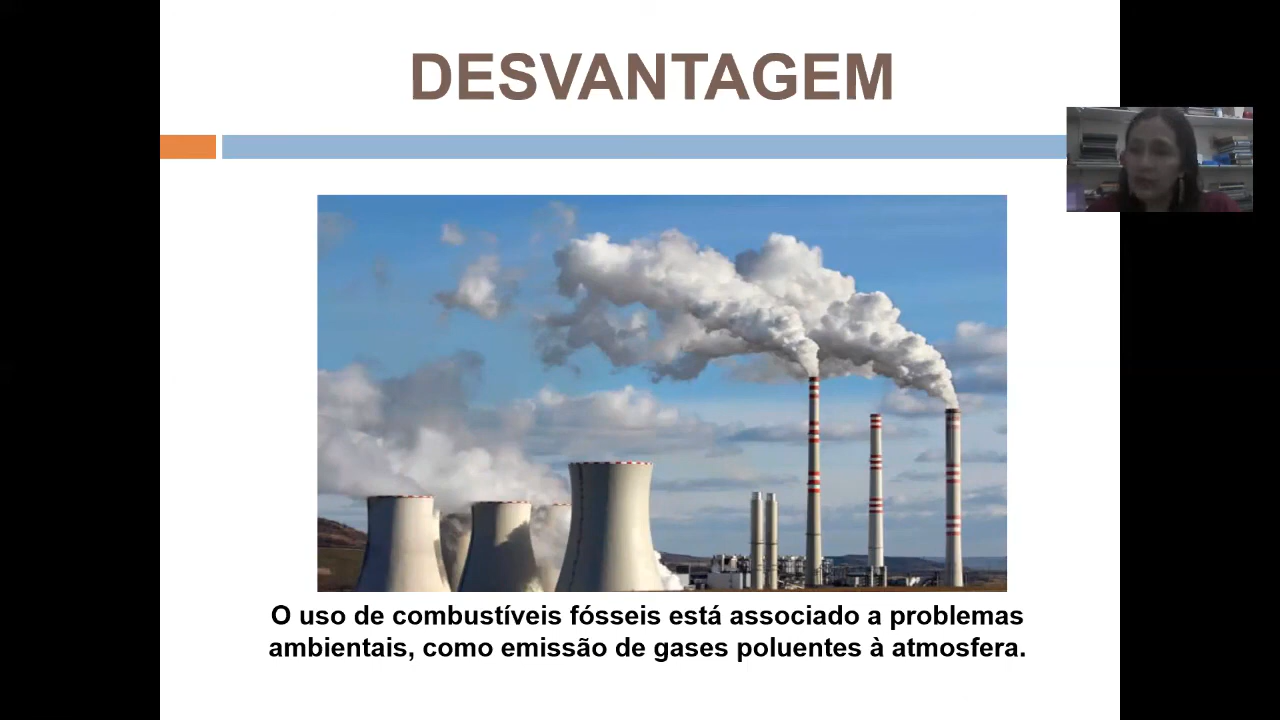 DESVANTAGEM
O uso de combustíveis fósseis está associado a problemas
ambientais, como emissão de gases poluentes à atmosfera.